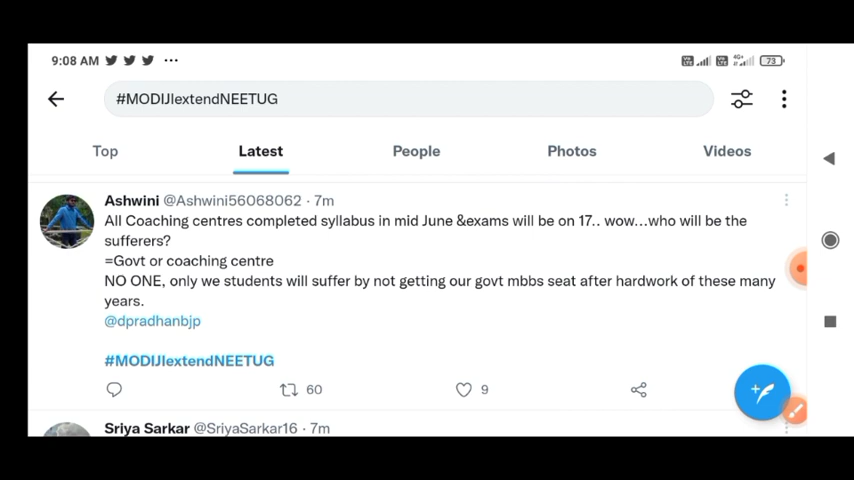 9:08 AM ...
4G+ 73
#MODIJIextendNEETUG
Top Latest People Photos Videos
Ashwini @Ashwini56068062 · 7m
All Coaching centres completed syllabus in mid June &exams will be on 17.. wow...who will be the
sufferers?
=Govt or coaching centre
NO ONE, only we students will suffer by not getting our govt mbbs seat after hardwork of these many
years.
@dpradhanbjp
#MODIJIextendNEETUG
60 9
Sriya Sarkar @SriyaSarkar16 · 7m